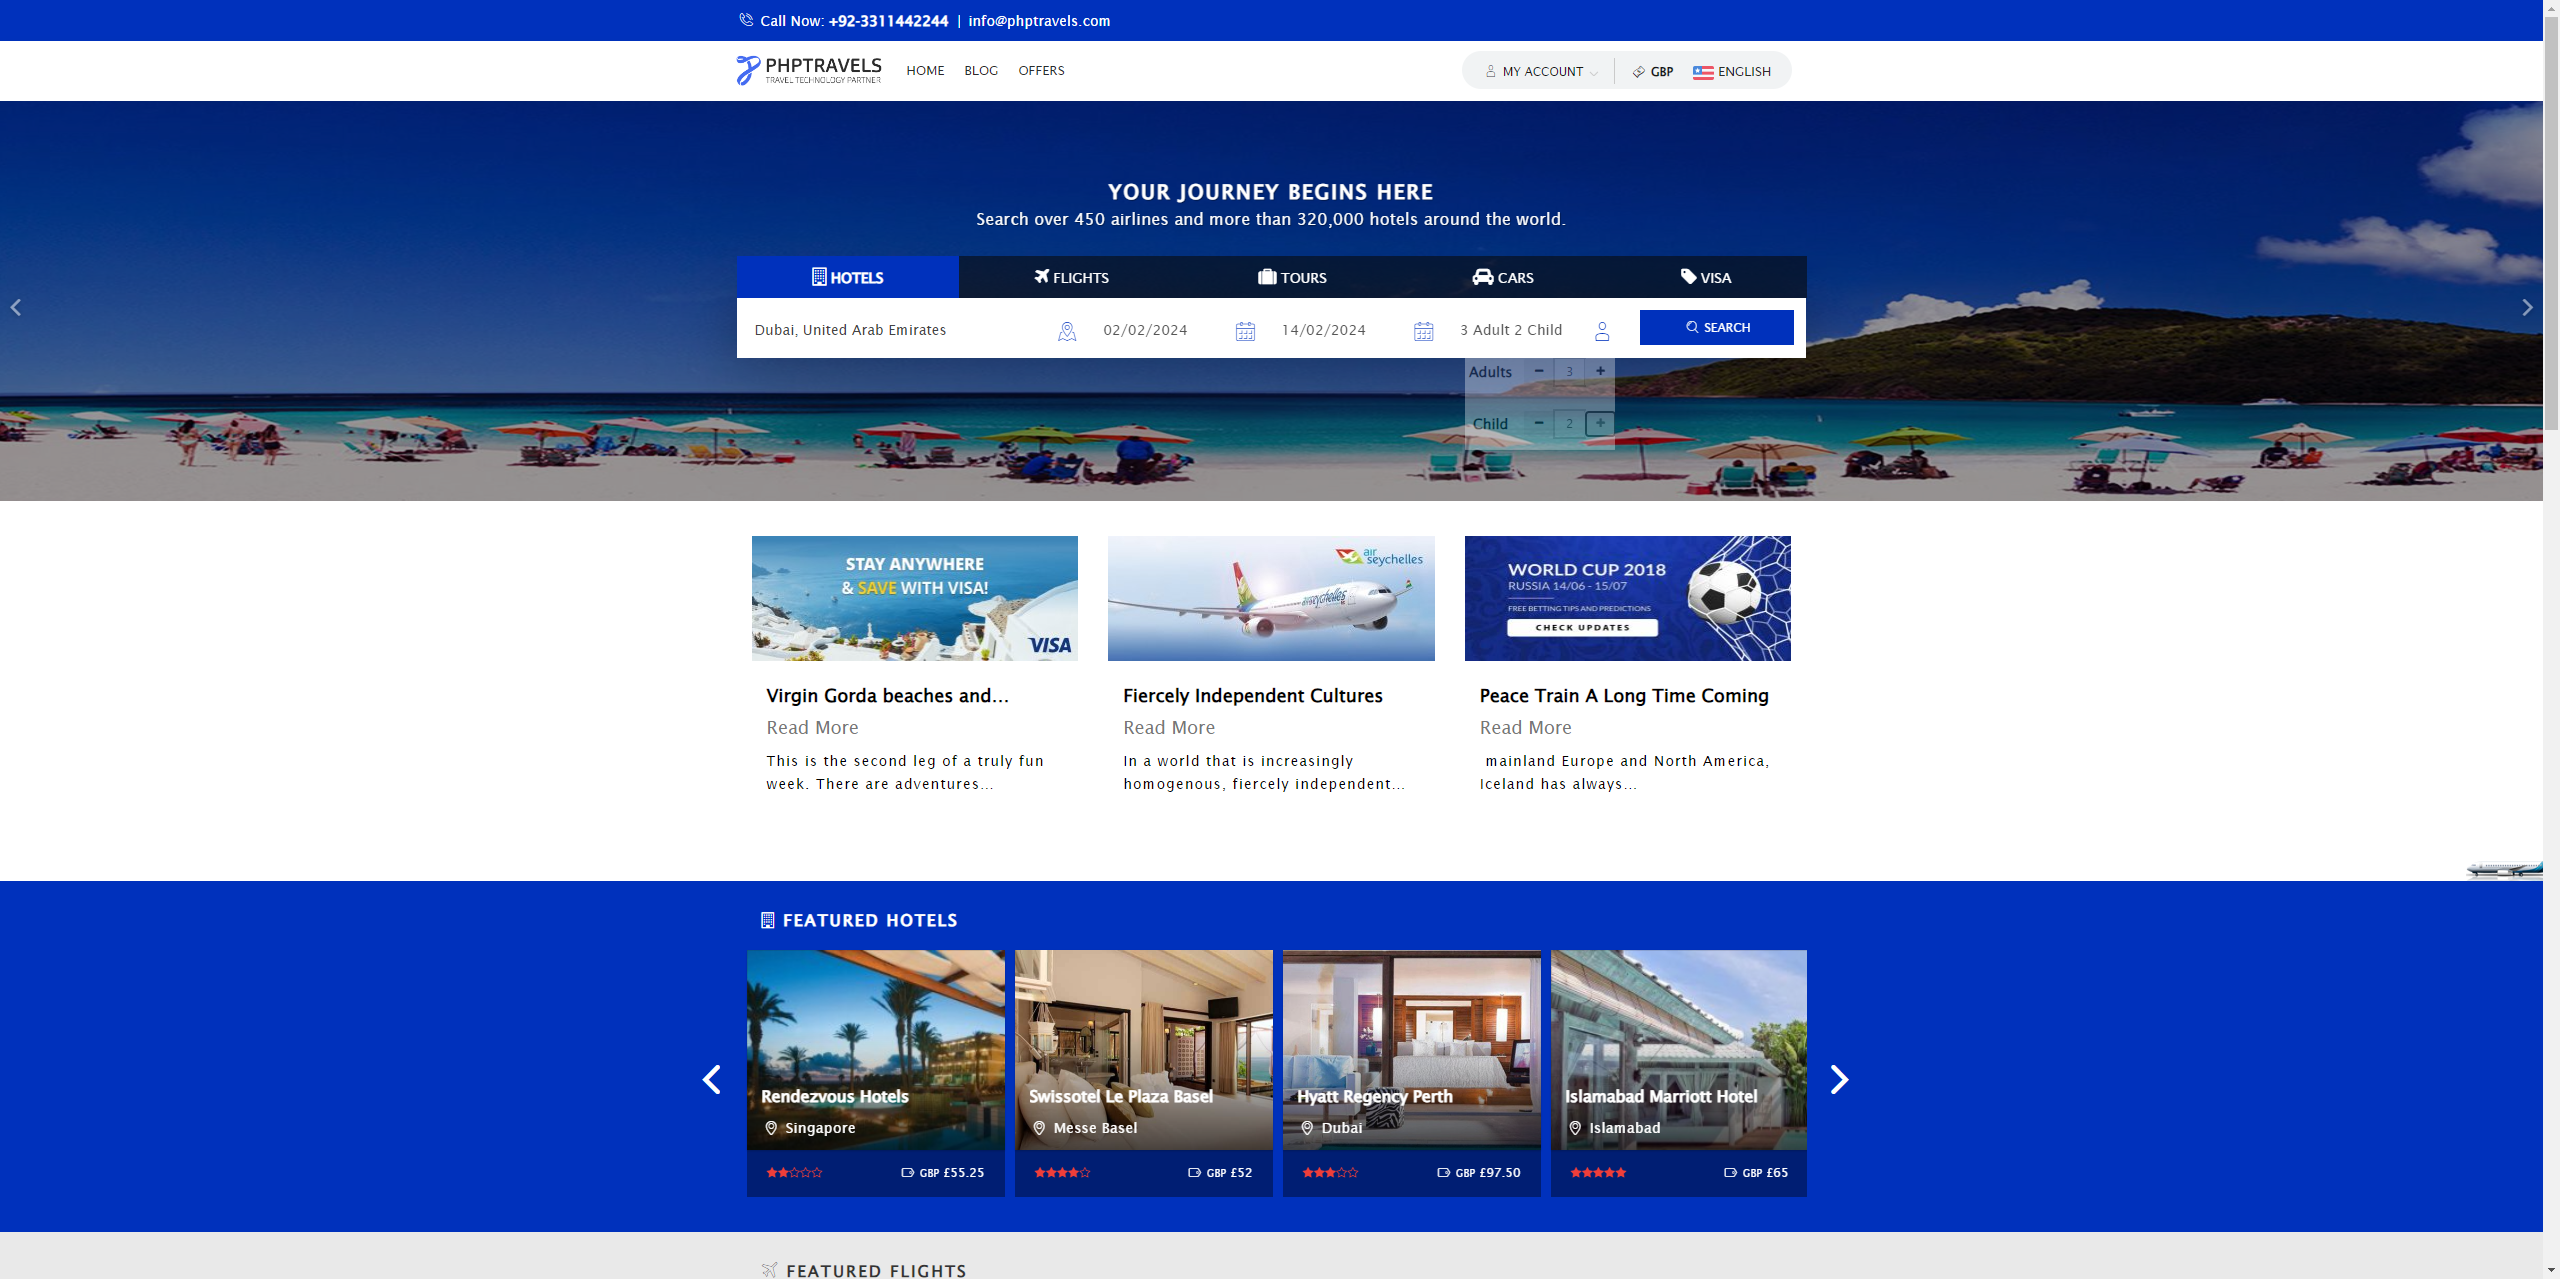 Call Now: +92-3311442244 | info@phptravels.com
PHPTRAVELS
TRAVEL TECHNOLOGY PARTNER
HOME BLOG OFFERS
MY ACCOUNT GBP ENGLISH
YOUR JOURNEY BEGINS HERE
Search over 450 airlines and more than 320,000 hotels around the world.
HOTELS FLIGHTS TOURS CARS VISA
Dubai, United Arab Emirates 02/02/2024 14/02/2024 3 Adult 2 Child SEARCH
Adults - 3 +
Child - 2 +
STAY ANYWHERE
& SAVE WITH VISA!
VISA
air
seychelles
airseychelles
WORLD CUP 2018
RUSSIA 14/06 - 15/07
FREE BETTING TIPS AND PREDICTIONS
CHECK UPDATES
Virgin Gorda beaches and...
Read More
This is the second leg of a truly fun
week. There are adventures...
Fiercely Independent Cultures
Read More
In a world that is increasingly
homogenous, fiercely independent...
Peace Train A Long Time Coming
Read More
mainland Europe and North America,
Iceland has always...
FEATURED HOTELS
Rendezvous Hotels
Singapore
GBP £55.25
Swissotel Le Plaza Basel
Messe Basel
GBP £52
Hyatt Regency Perth
Dubai
GBP £97.50
Islamabad Marriott Hotel
Islamabad
GBP £65
FEATURED FLIGHTS